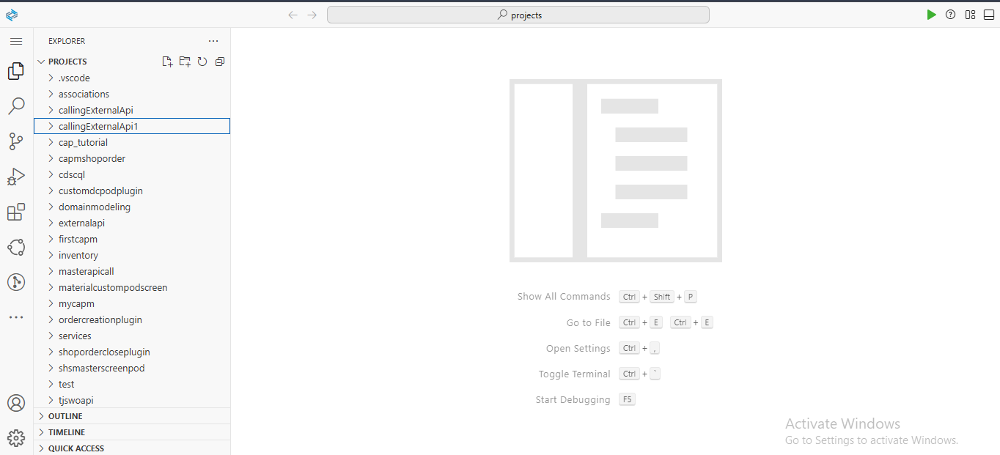 projects
EXPLORER
PROJECTS
.vscode
associations
callingExternalApi
callingExternalApi1
cap_tutorial
capmshoporder
cdscql
customdcpodplugin
domainmodeling
externalapi
firstcapm
inventory
masterapicall
materialcustompodscreen
mycapm
ordercreationplugin
services
shopordercloseplugin
shsmasterscreenpod
test
tjswoapi
OUTLINE
TIMELINE
QUICK ACCESS
Show All Commands Ctrl + Shift + P
Go to File Ctrl + E Ctrl + E
Open Settings Ctrl + ,
Toggle Terminal Ctrl + `
Start Debugging F5
Activate Windows
Go to Settings to activate Windows.